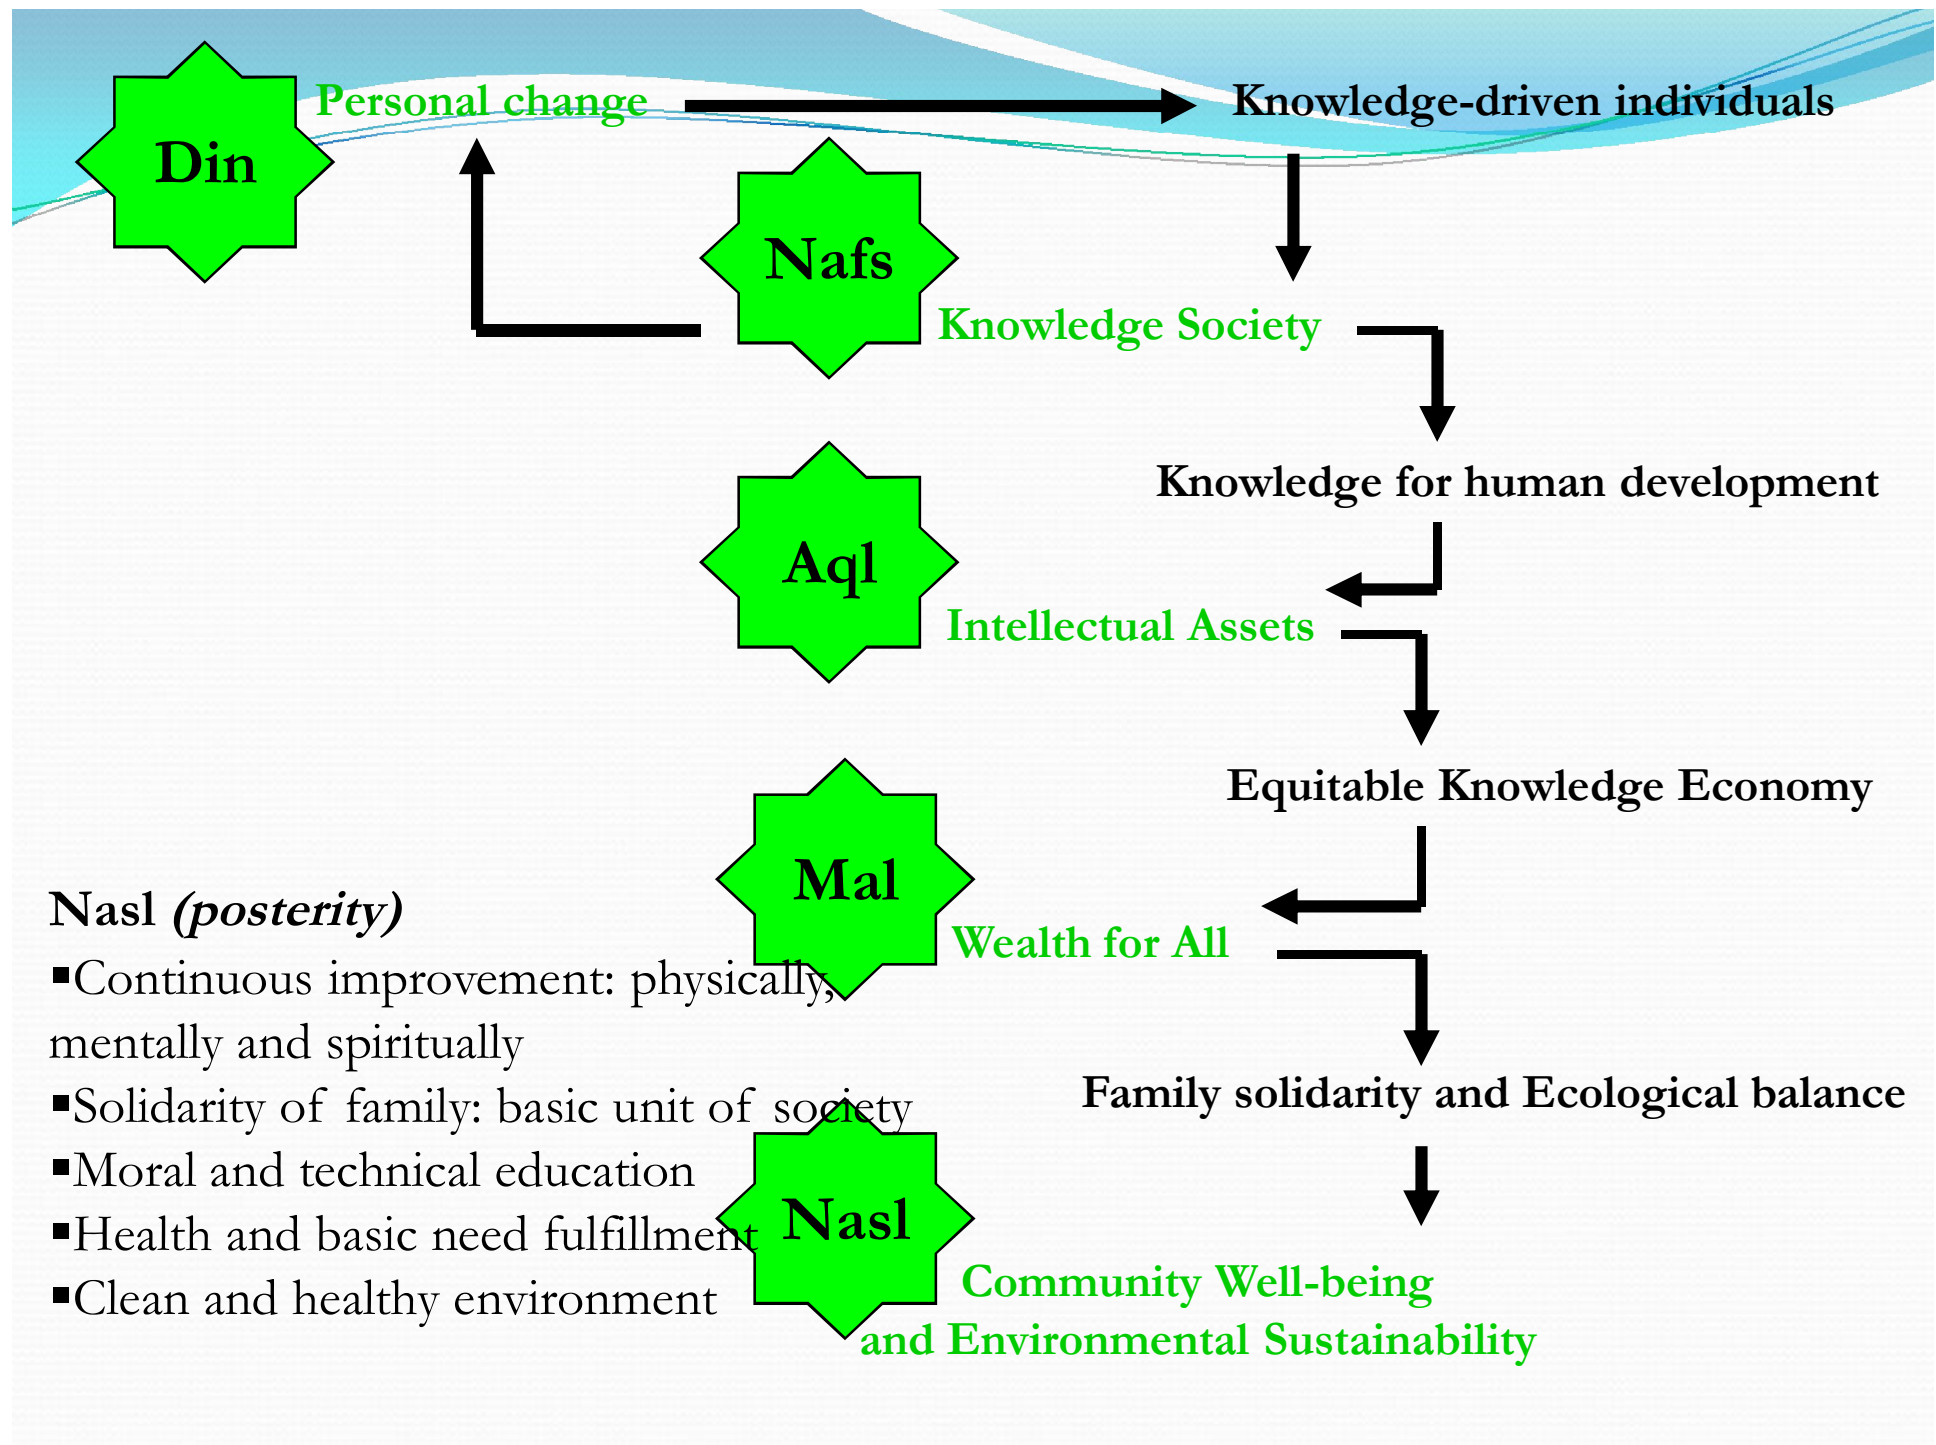 Din
Personal change
Knowledge-driven individuals
Nafs
Knowledge Society
Knowledge for human development
Aql
Intellectual Assets
Equitable Knowledge Economy
Mal
Wealth for All
Family solidarity and Ecological balance
Nasl (posterity)
▪Continuous improvement: physically,
mentally and spiritually
▪Solidarity of family: basic unit of society
▪Moral and technical education
▪Health and basic need fulfillment
▪Clean and healthy environment
Nasl
Community Well-being
and Environmental Sustainability